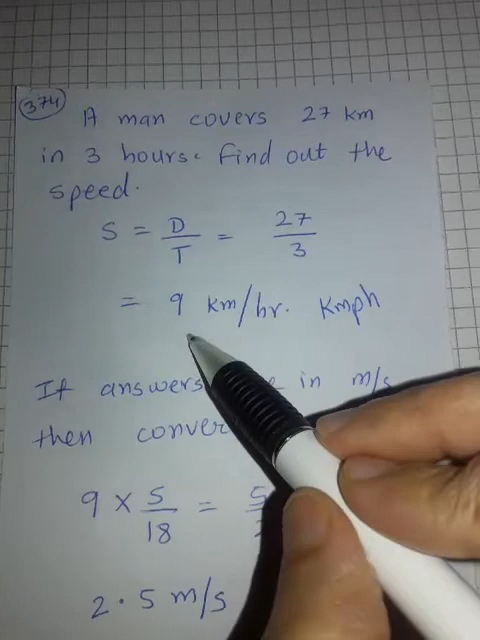 374
A man covers 27 km
in 3 hours. Find out the
speed.
S = D/T = 27/3
= 9 km/hr. Kmph
If answers in m/s
then
9 × 5/18 = 5
2.5 m/s